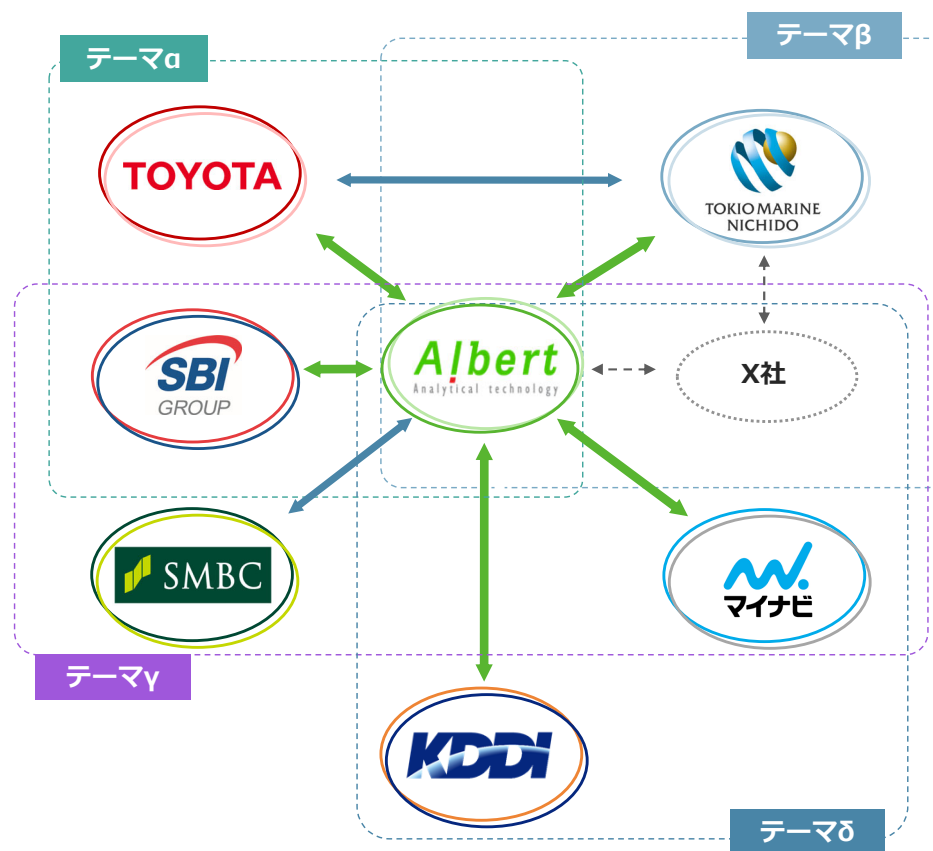 テーマβ
テーマα
TOYOTA
TOKIO MARINE
NICHIDO
SBI
GROUP
Albert
Analytical technology
X社
SMBC
マイナビ
テーマγ
KDDI
テーマδ